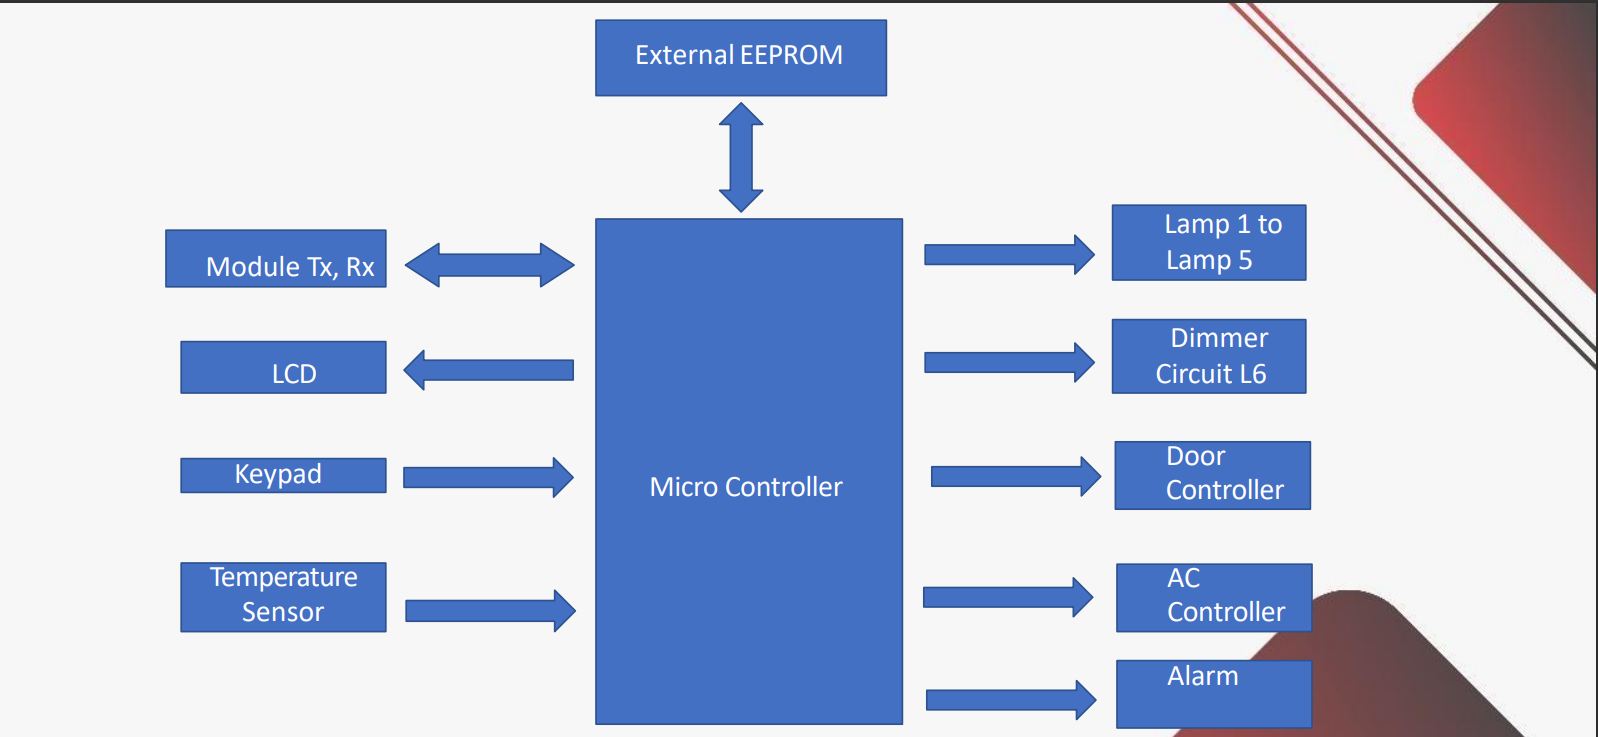 External EEPROM
Module Tx, Rx
LCD
Keypad
Temperature
Sensor
Micro Controller
Lamp 1 to
Lamp 5
Dimmer
Circuit L6
Door
Controller
AC
Controller
Alarm